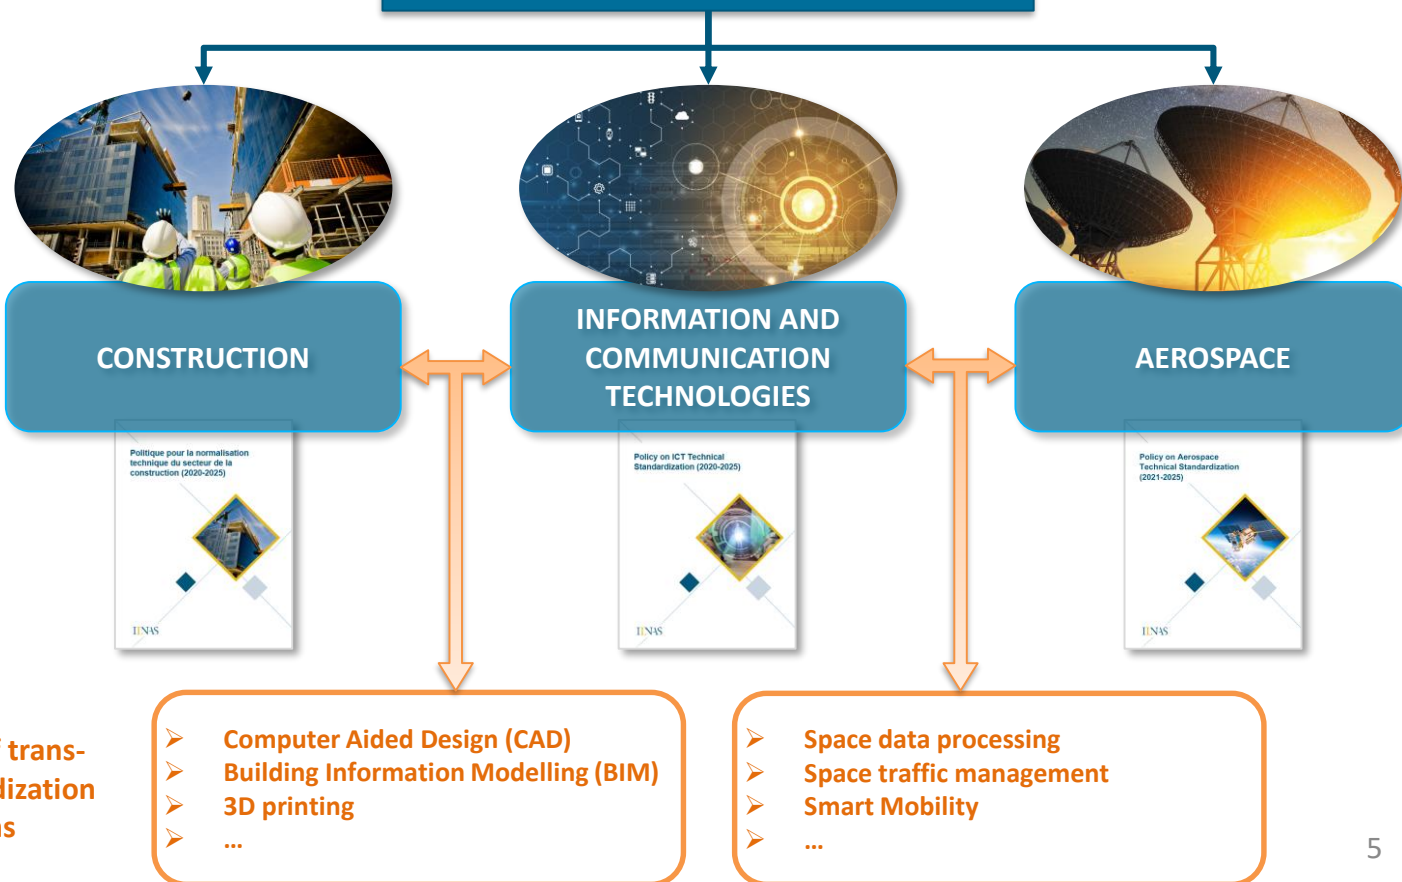 CONSTRUCTION
INFORMATION AND
COMMUNICATION
TECHNOLOGIES
AEROSPACE
Politique pour la normalisation
technique du secteur de la
construction (2020-2025)
ILNAS
Policy on ICT Technical
Standardization (2020-2025)
ILNAS
Policy on Aerospace
Technical Standardization
(2021-2025)
ILNAS
trans-
dization
Computer Aided Design (CAD)
Building Information Modelling (BIM)
3D printing
...
Space data processing
Space traffic management
Smart Mobility
...
5